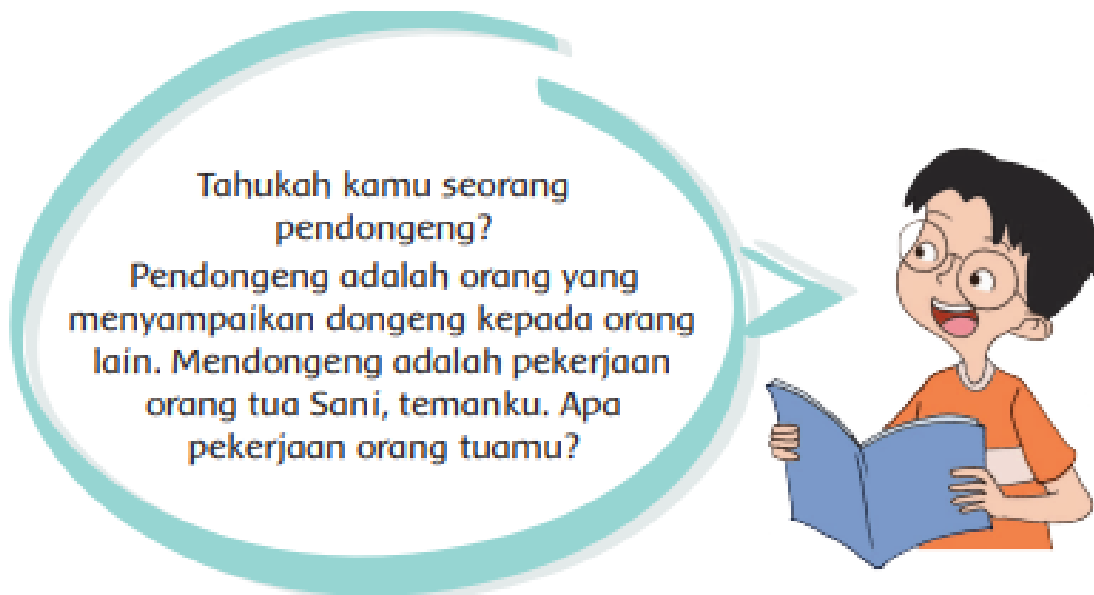 Tahukah kamu seorang
pendongeng?
Pendongeng adalah orang yang
menyampaikan dongeng kepada orang
lain. Mendongeng adalah pekerjaan
orang tua Sani, temanku. Apa
pekerjaan orang tuamu?